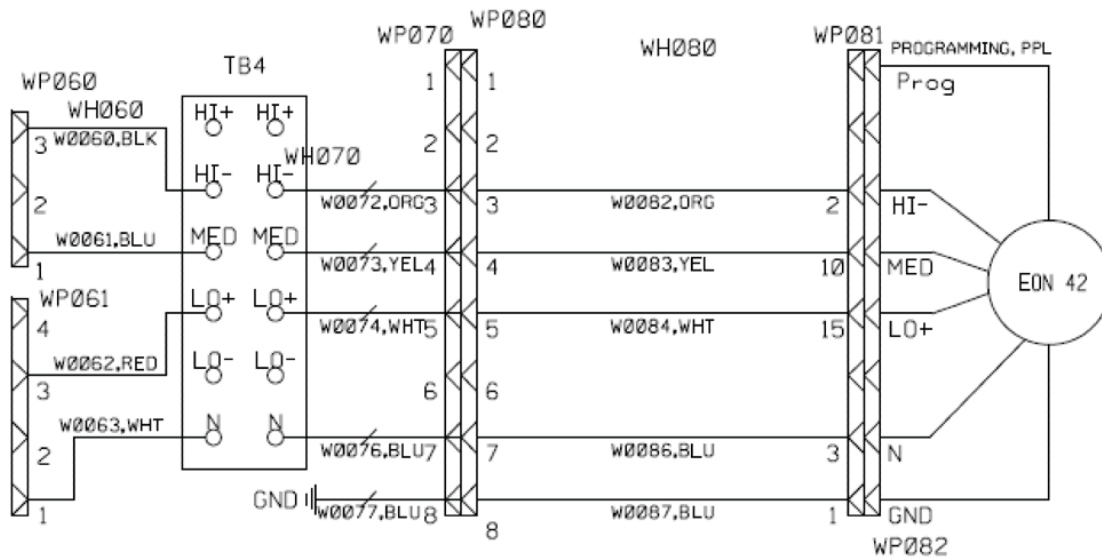 WP080
WP070
WH080
WP081
PROGRAMMING, PPL
TB4
WP060
1
1
Prog
WH060
HI+ HI+
3
W0060,BLK
2
2
WH070
HI- HI-
2
W0072,ORG
3
3
W0082,ORG
2
HI-
W0061,BLU
MED MED
1
W0073,YEL
4
4
W0083,YEL
10
MED
EON 42
WP061
LO+ LO+
4
W0074,WHT
5
5
W0084,WHT
15
LO+
W0062,RED
LO- LO-
3
6
6
W0063,WHT
N N
2
W0076,BLU
7
7
W0086,BLU
3
N
GND
1
W0077,BLU
8
8
W0087,BLU
1
GND
WP082